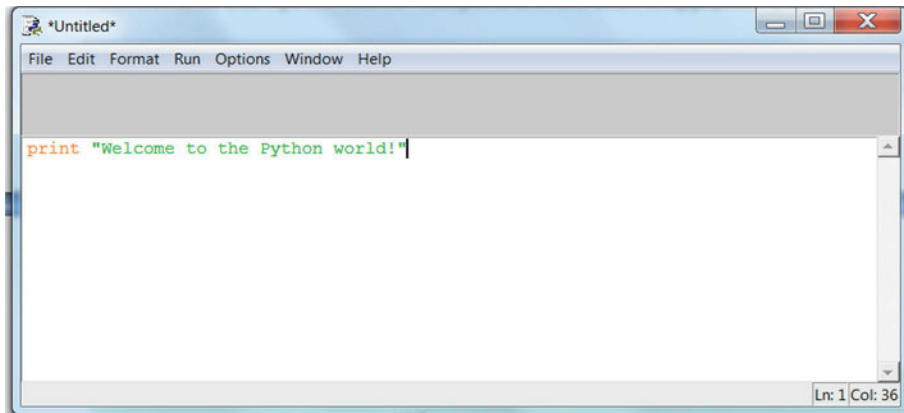 *Untitled*
File Edit Format Run Options Window Help
print "Welcome to the Python world!"
Ln: 1 Col: 36